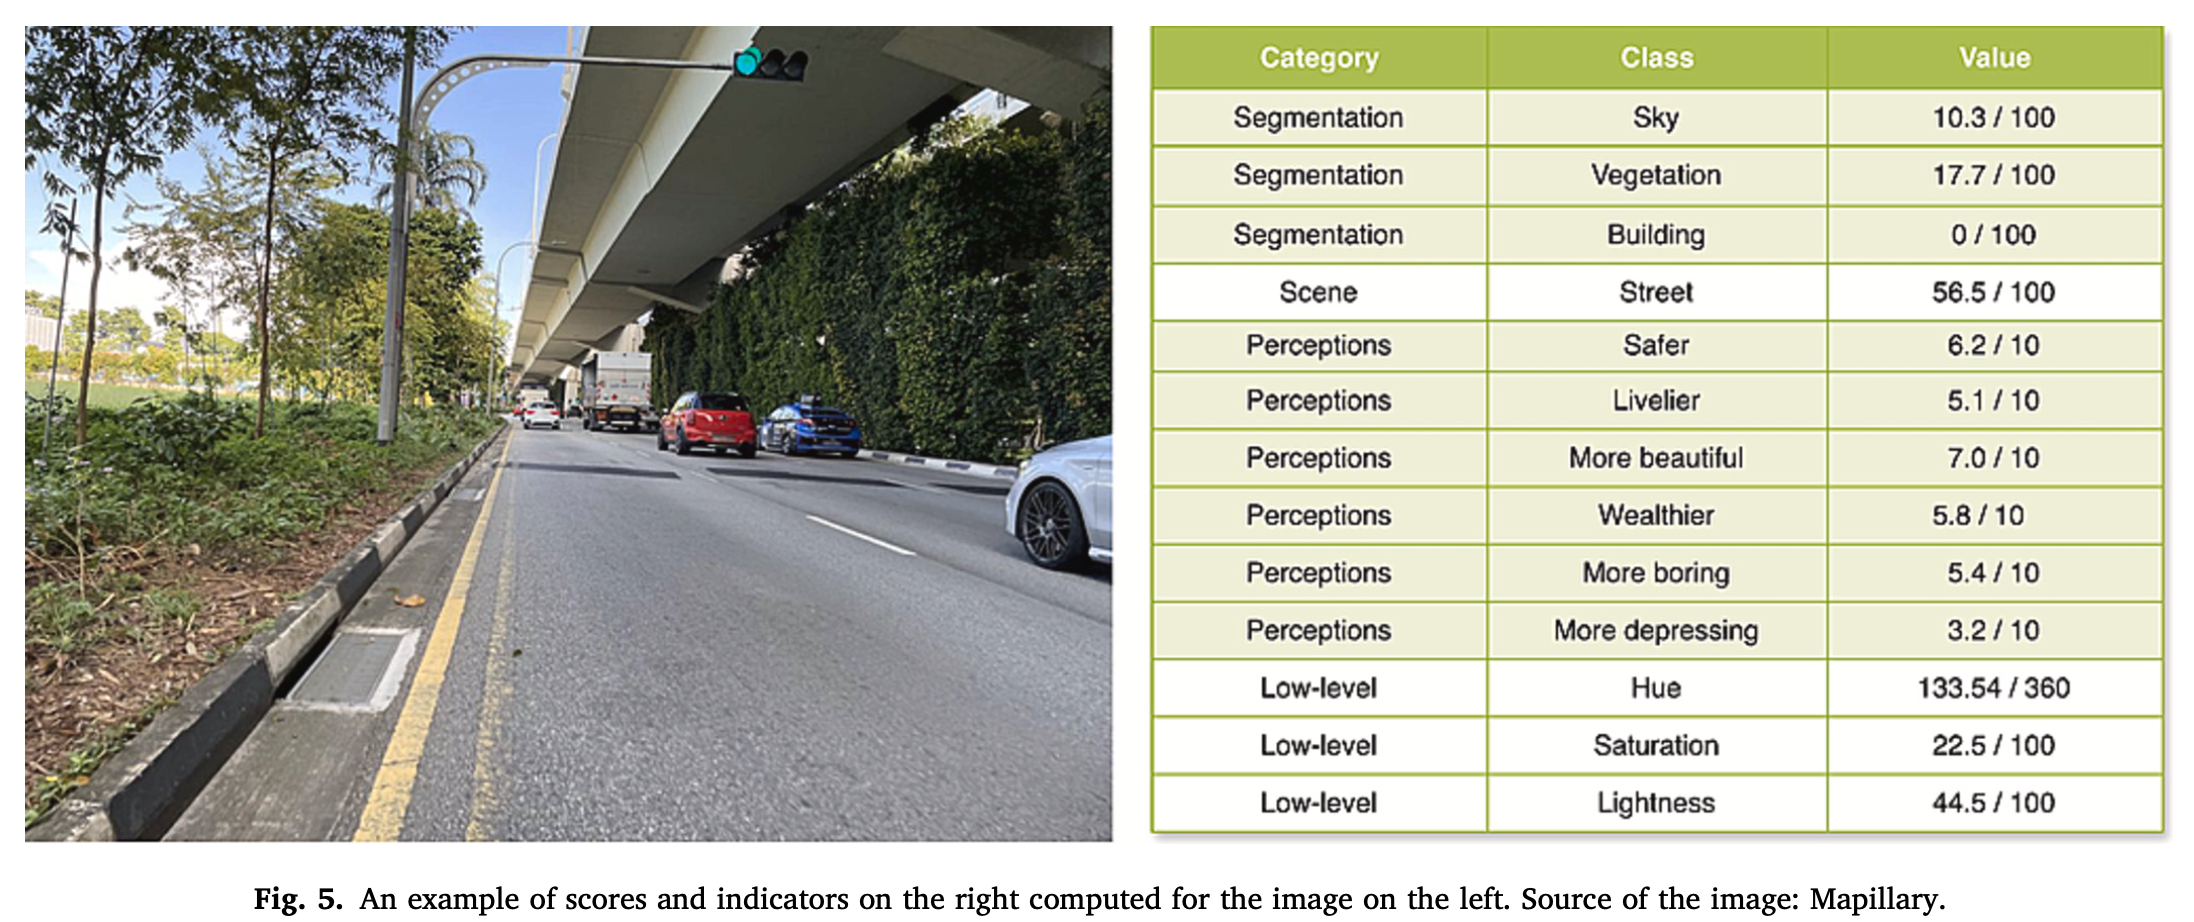 Category Class Value
Segmentation Sky 10.3 / 100
Segmentation Vegetation 17.7 / 100
Segmentation Building 0 / 100
Scene Street 56.5 / 100
Perceptions Safer 6.2 / 10
Perceptions Livelier 5.1 / 10
Perceptions More beautiful 7.0 / 10
Perceptions Wealthier 5.8 / 10
Perceptions More boring 5.4 / 10
Perceptions More depressing 3.2 / 10
Low-level Hue 133.54 / 360
Low-level Saturation 22.5 / 100
Low-level Lightness 44.5 / 100
Fig. 5. An example of scores and indicators on the right computed for the image on the left. Source of the image: Mapillary.